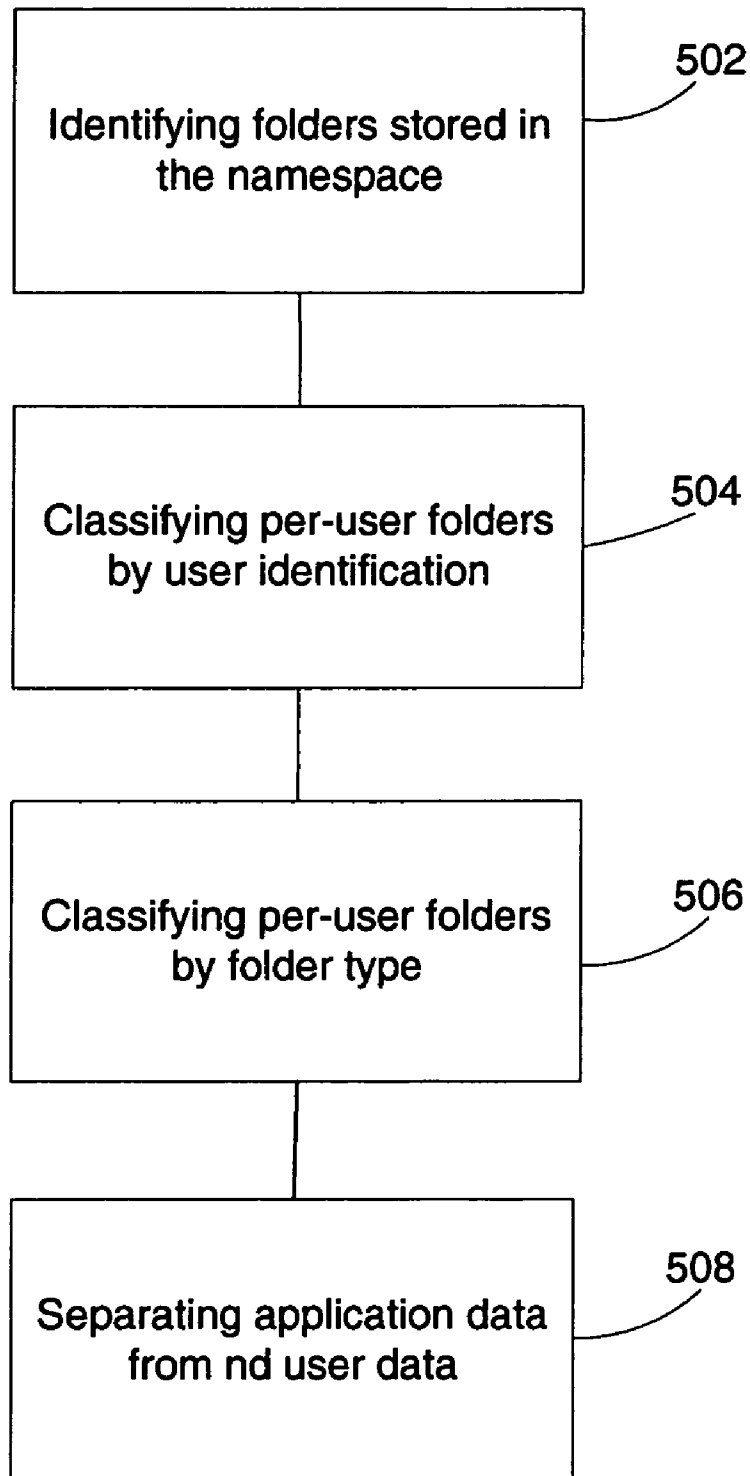 502
Identifying folders stored in
the namespace
504
Classifying per-user folders
by user identification
506
Classifying per-user folders
by folder type
508
Separating application data
from nd user data